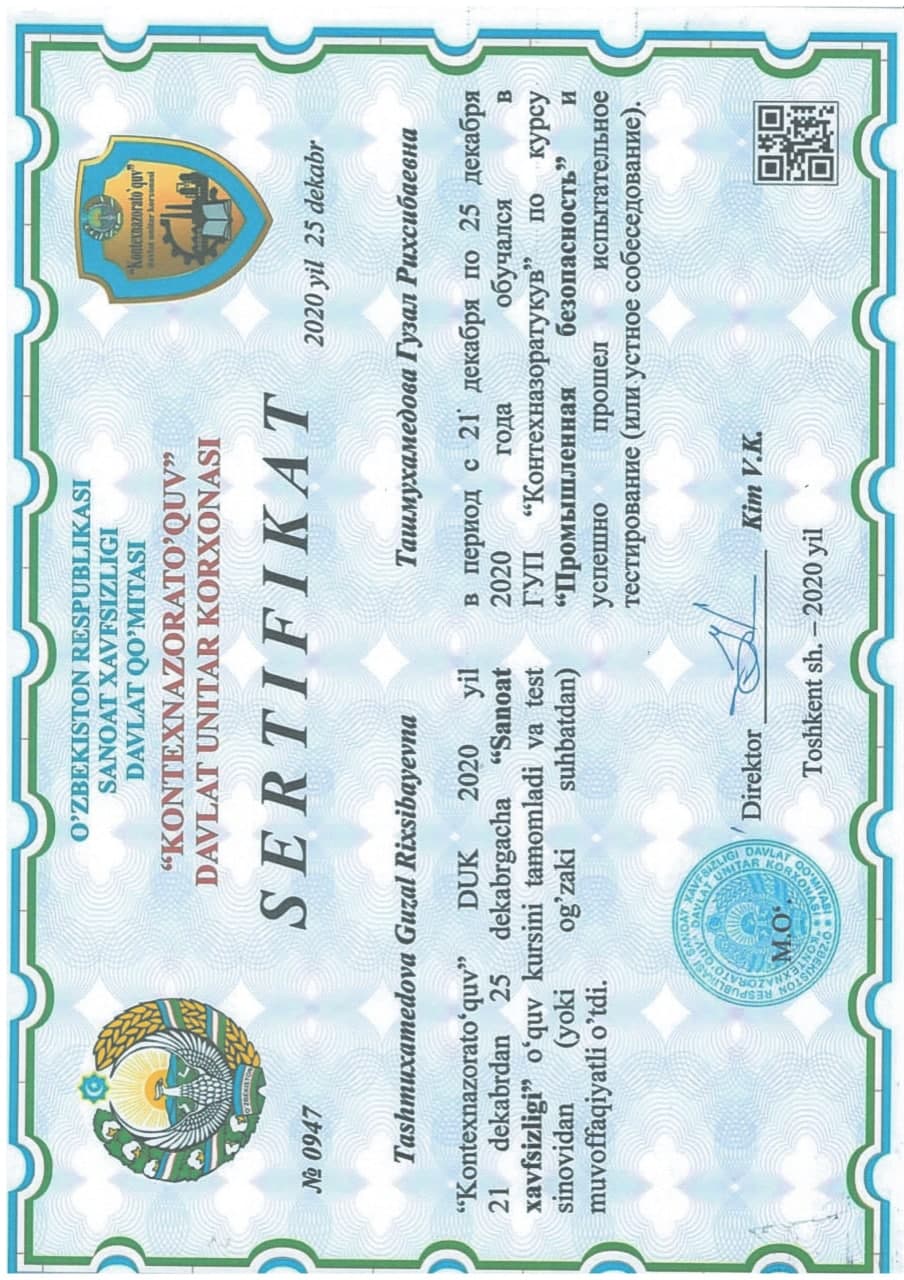 O'ZBEKISTON RESPUBLIKASI
SANOAT XAVFSIZLIGI
DAVLAT QO'MITASI
“KONTEXNAZORATO'QUV”
DAVLAT UNITAR KORXONASI
O'ZBEKISTON
“Kontexnazorato'quv”
davlat unitar korxonasi
SERTIFIKAT
№ 0947
2020 yil 25 dekabr
Tashmuxamedova Guzal Rixsibayevna
“Kontexnazorato‘quv” DUK 2020 yil
21 dekabrdan 25 dekabrgacha “Sanoat
xavfsizligi” o‘quv kursini tamomladi va test
sinovidan (yoki og’zaki suhbatdan)
muvoffaqiyatli o’tdi.
Ташмухамедова Гузал Рихсибаевна
в период с 21 декабря по 25 декабря
2020 года обучался в
ГУП “Контехназоратукув” по курсу
“Промышленная безопасность” и
успешно прошел испытательное
тестирование (или устное собеседование).
O'ZBEKISTON RESPUBLIKASI SANOAT XAVFSIZLIGI DAVLAT QO'MITASI
"KONTEXNAZORATO'QUV" DAVLAT UNITAR KORXONASI
M.O‘.
Direktor
Kim V.K.
Toshkent sh. – 2020 yil